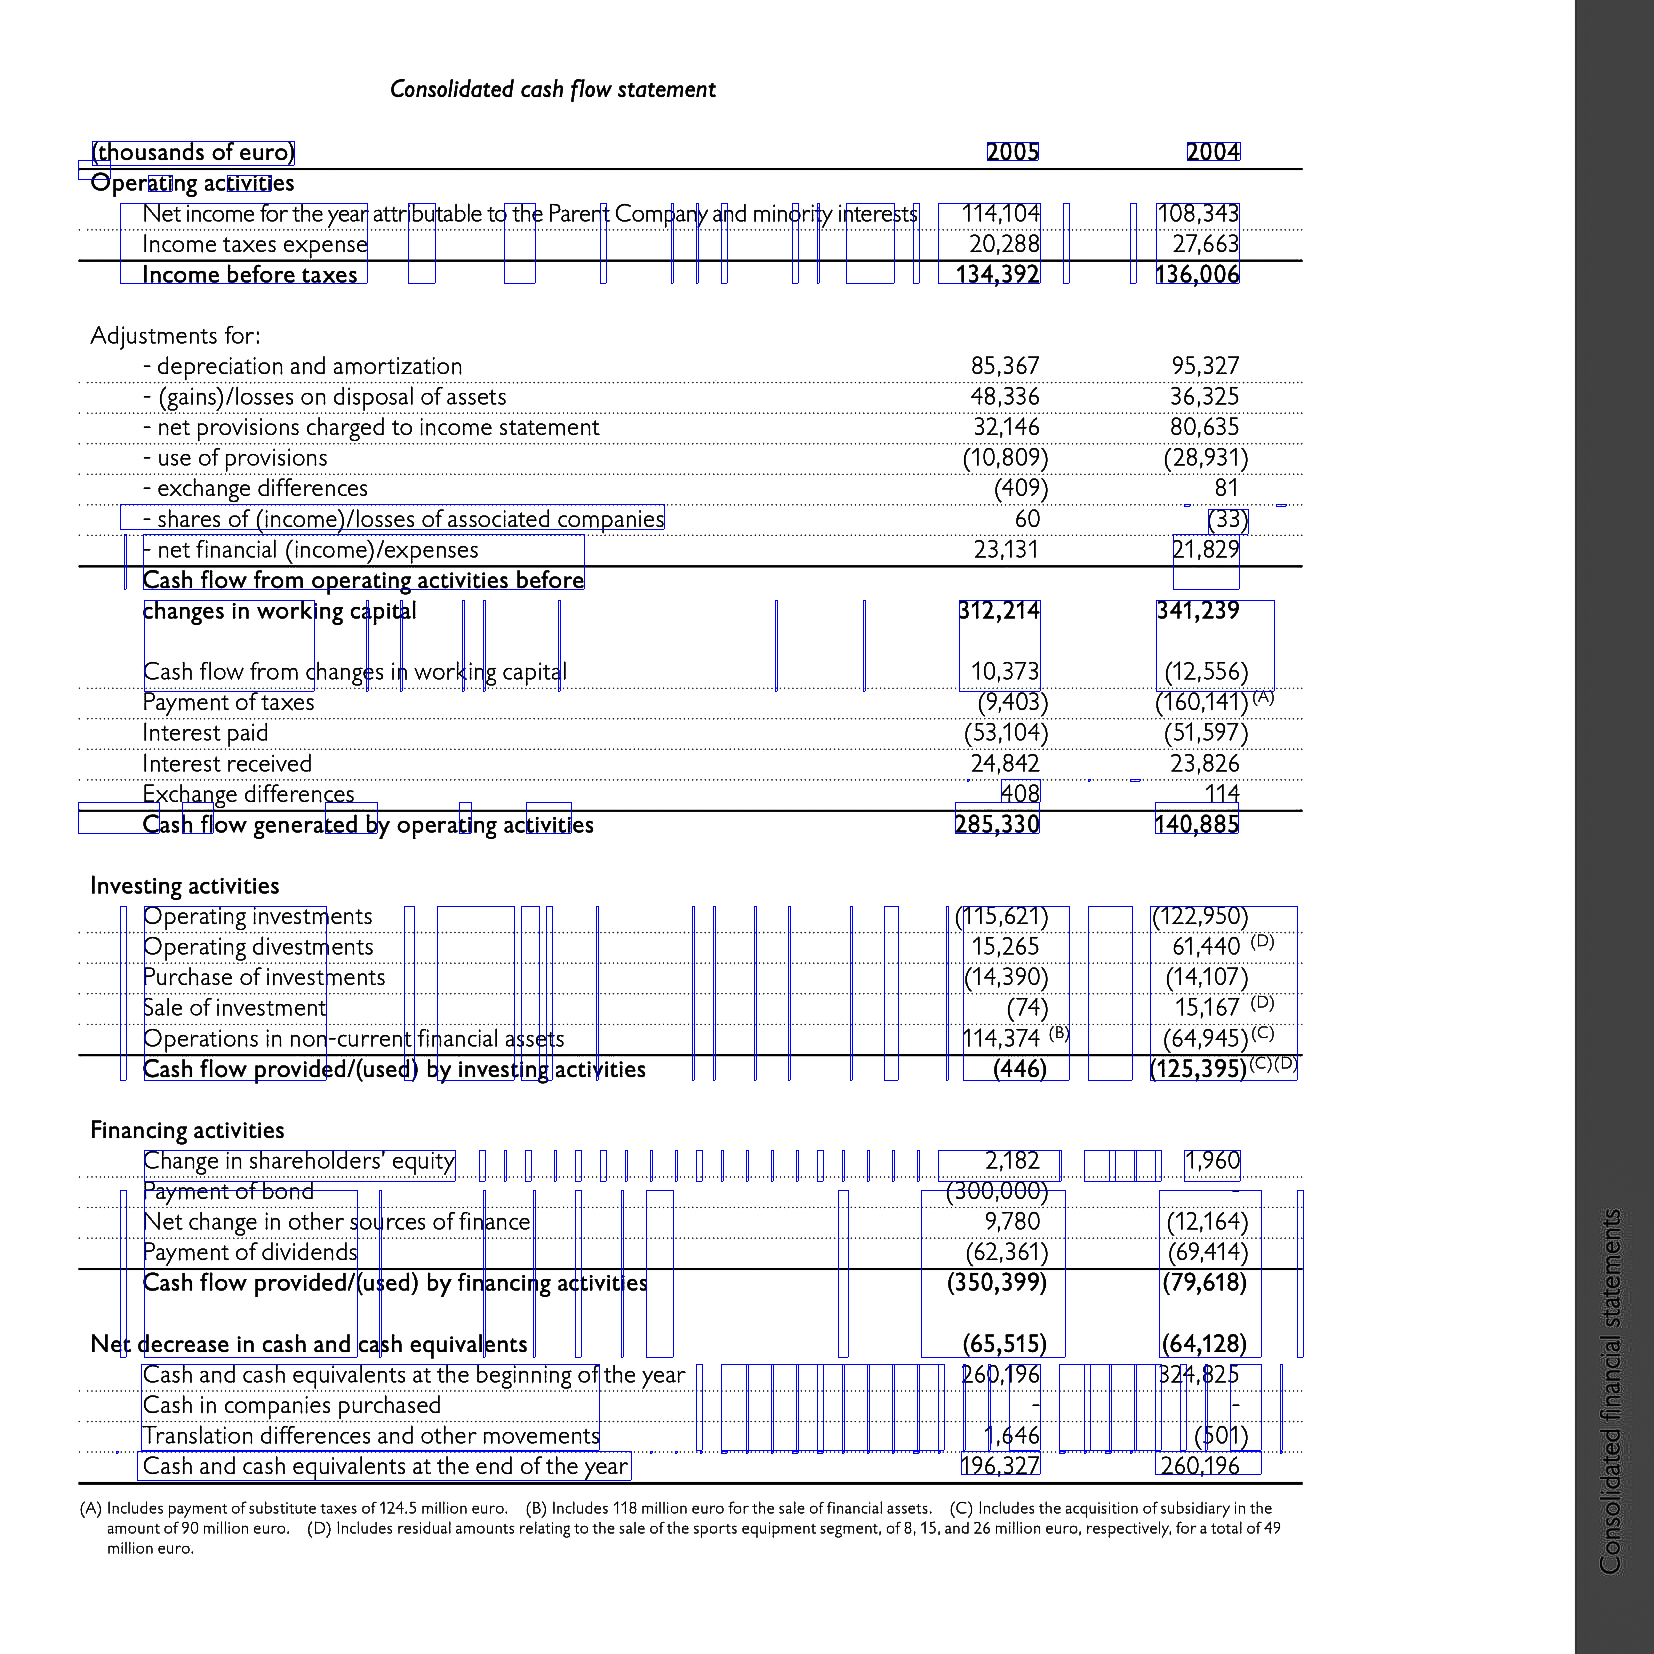 Consolidated cash flow statement
(thousands of euro) 2005 2004
Operating activities
Net income for the year attributable to the Parent Company and minority interests 114,104 108,343
Income taxes expense 20,288 27,663
Income before taxes 134,392 136,006
Adjustments for:
- depreciation and amortization 85,367 95,327
- (gains)/losses on disposal of assets 48,336 36,325
- net provisions charged to income statement 32,146 80,635
- use of provisions (10,809) (28,931)
- exchange differences (409) 81
- shares of (income)/losses of associated companies 60 (33)
- net financial (income)/expenses 23,131 21,829
Cash flow from operating activities before
changes in working capital 312,214 341,239
Cash flow from changes in working capital 10,373 (12,556)
Payment of taxes (9,403) (160,141) (A)
Interest paid (53,104) (51,597)
Interest received 24,842 23,826
Exchange differences 408 114
Cash flow generated by operating activities 285,330 140,885
Investing activities
Operating investments (115,621) (122,950)
Operating divestments 15,265 61,440 (D)
Purchase of investments (14,390) (14,107)
Sale of investment (74) 15,167 (D)
Operations in non-current financial assets 114,374 (B) (64,945) (C)
Cash flow provided/(used) by investing activities (446) (125,395) (C)(D)
Financing activities
Change in shareholders' equity 2,182 1,960
Payment of bond (300,000) -
Net change in other sources of finance 9,780 (12,164)
Payment of dividends (62,361) (69,414)
Cash flow provided/(used) by financing activities (350,399) (79,618)
Net decrease in cash and cash equivalents (65,515) (64,128)
Cash and cash equivalents at the beginning of the year 260,196 324,825
Cash in companies purchased - -
Translation differences and other movements 1,646 (501)
Cash and cash equivalents at the end of the year 196,327 260,196
(A) Includes payment of substitute taxes of 124.5 million euro. (B) Includes 118 million euro for the sale of financial assets. (C) Includes the acquisition of subsidiary in the
amount of 90 million euro. (D) Includes residual amounts relating to the sale of the sports equipment segment, of 8, 15, and 26 million euro, respectively, for a total of 49
million euro.
Consolidated financial statements